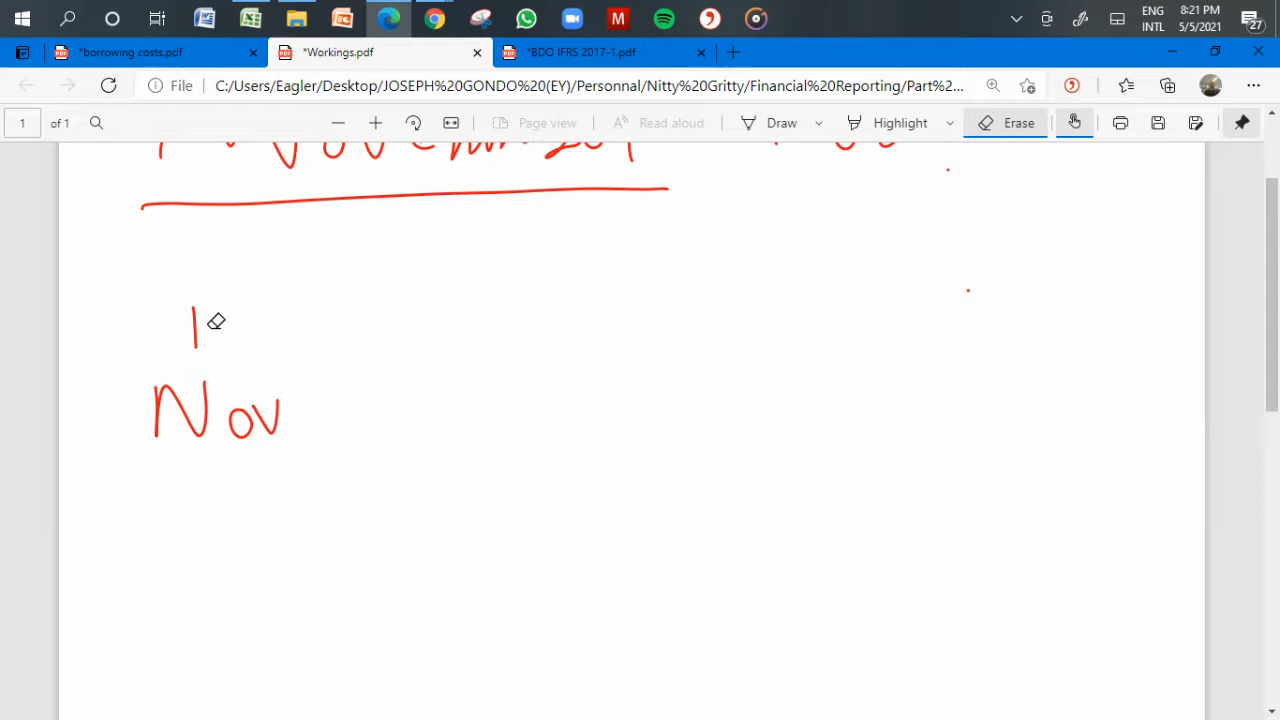 8:21 PM
ENG
INTL
5/5/2021
27
*borrowing costs.pdf
*Workings.pdf
*BDO IFRS 2017-1.pdf
File
C:/Users/Eagler/Desktop/JOSEPH%20GONDO%20(EY)/Personnal/Nitty%20Gritty/Financial%20Reporting/Part%2...
1 of 1
Page view
Read aloud
Draw
Highlight
Erase
1
Nov